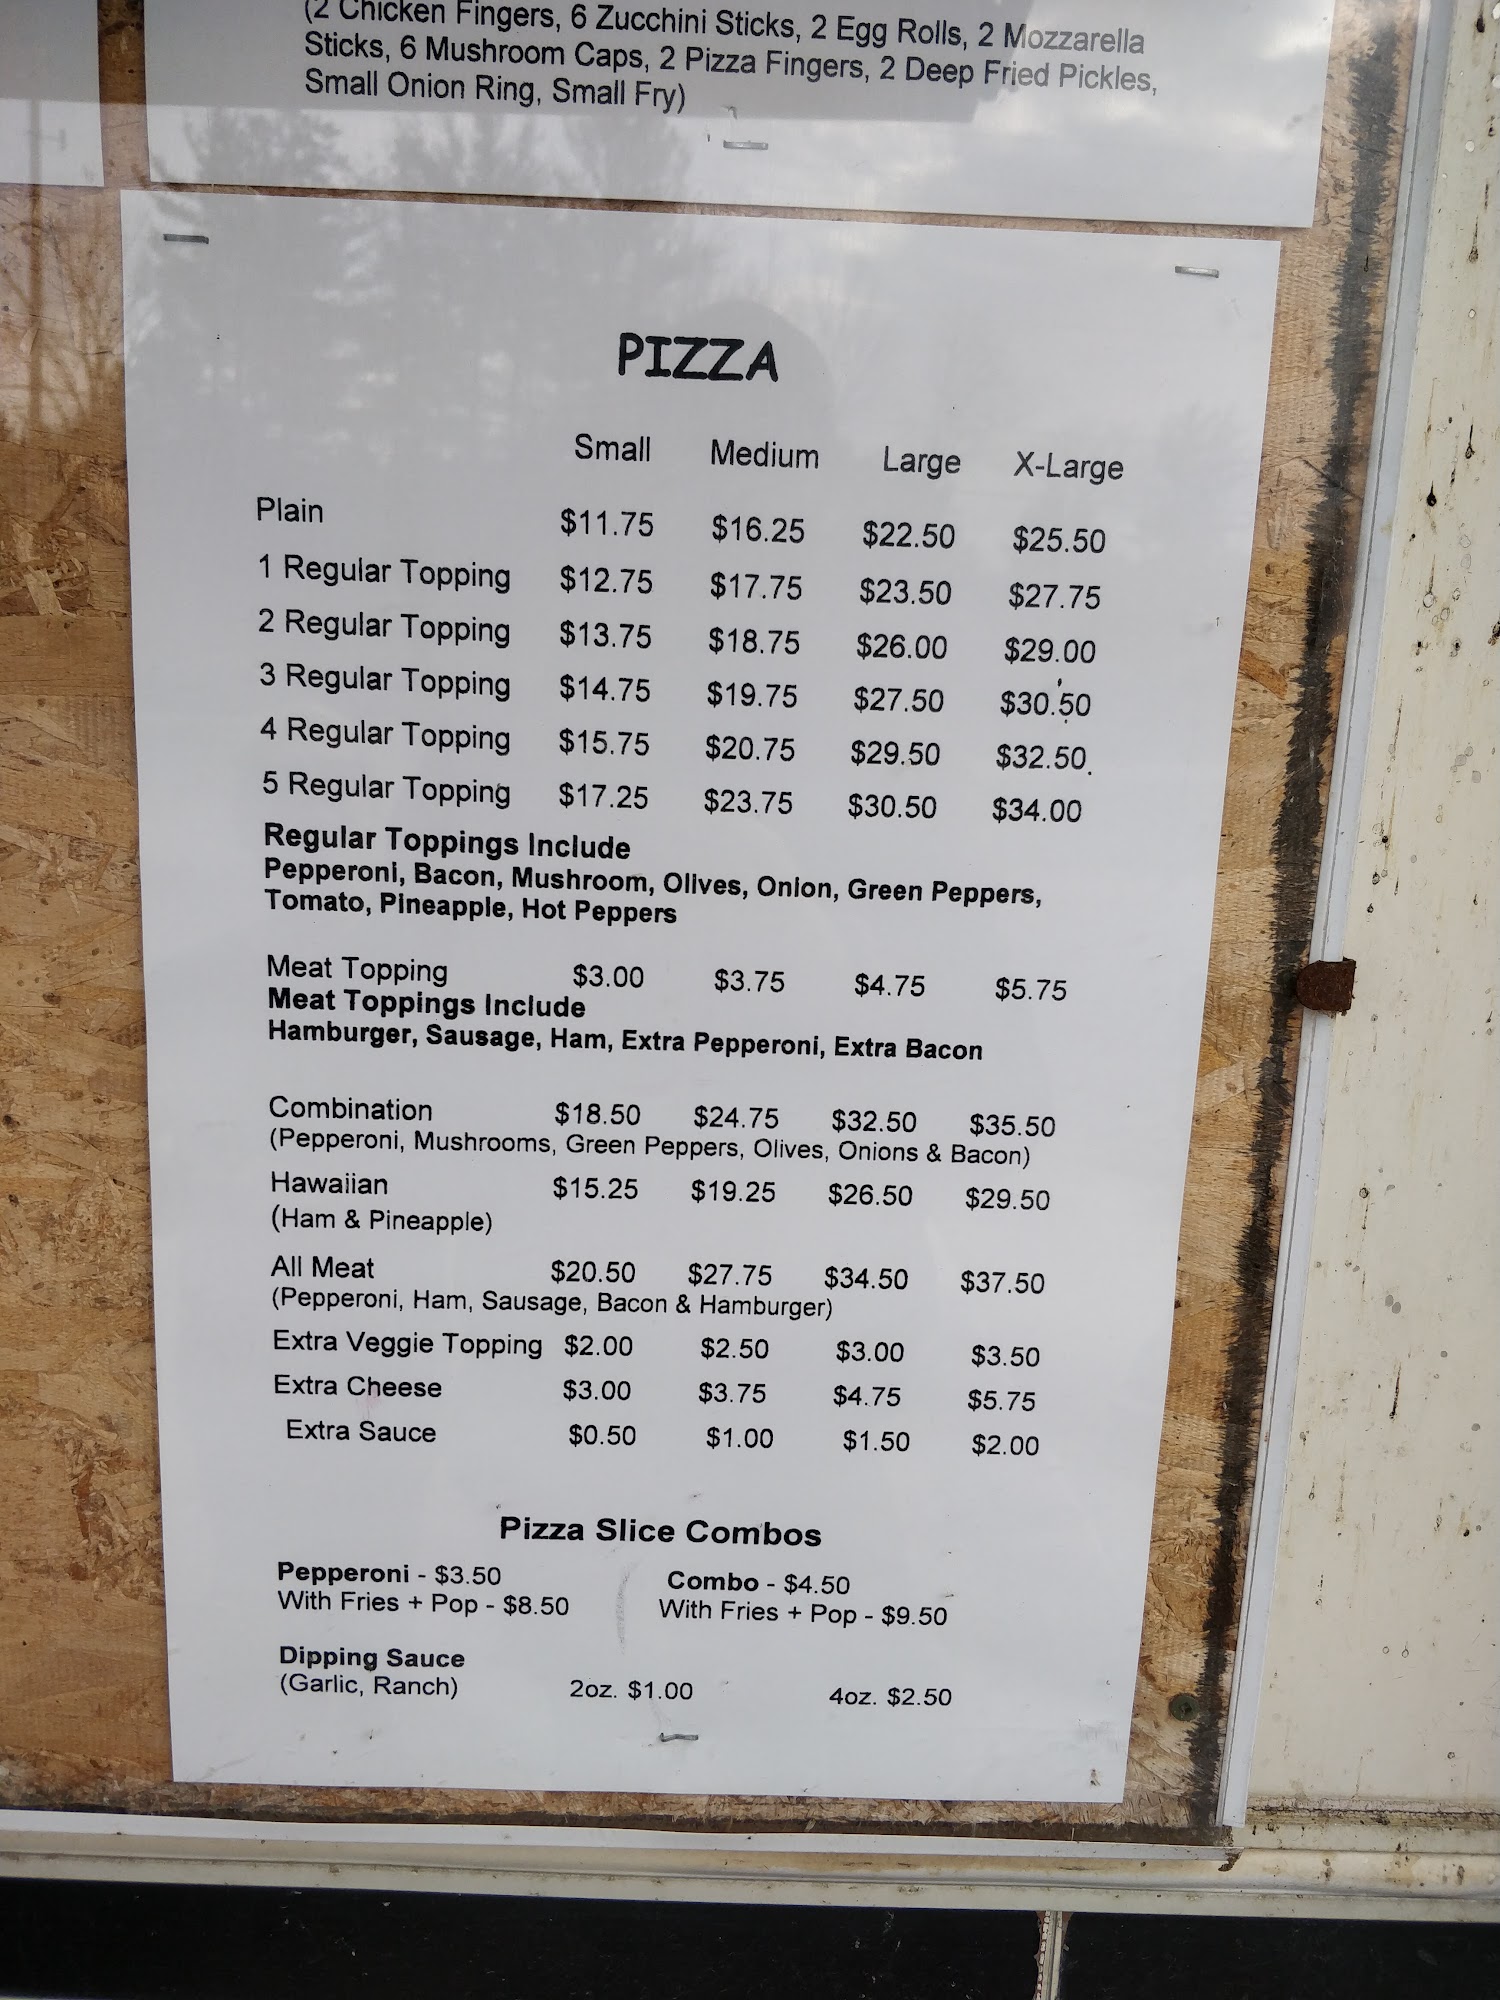 (2 Chicken Fingers, 6 Zucchini Sticks, 2 Egg Rolls, 2 Mozzarella
Sticks, 6 Mushroom Caps, 2 Pizza Fingers, 2 Deep Fried Pickles,
Small Onion Ring, Small Fry)
PIZZA
Small Medium Large X-Large
Plain $11.75 $16.25 $22.50 $25.50
1 Regular Topping $12.75 $17.75 $23.50 $27.75
2 Regular Topping $13.75 $18.75 $26.00 $29.00
3 Regular Topping $14.75 $19.75 $27.50 $30.50
4 Regular Topping $15.75 $20.75 $29.50 $32.50
5 Regular Topping $17.25 $23.75 $30.50 $34.00
Regular Toppings Include
Pepperoni, Bacon, Mushroom, Olives, Onion, Green Peppers,
Tomato, Pineapple, Hot Peppers
Meat Topping $3.00 $3.75 $4.75 $5.75
Meat Toppings Include
Hamburger, Sausage, Ham, Extra Pepperoni, Extra Bacon
Combination $18.50 $24.75 $32.50 $35.50
(Pepperoni, Mushrooms, Green Peppers, Olives, Onions & Bacon)
Hawaiian $15.25 $19.25 $26.50 $29.50
(Ham & Pineapple)
All Meat $20.50 $27.75 $34.50 $37.50
(Pepperoni, Ham, Sausage, Bacon & Hamburger)
Extra Veggie Topping $2.00 $2.50 $3.00 $3.50
Extra Cheese $3.00 $3.75 $4.75 $5.75
Extra Sauce $0.50 $1.00 $1.50 $2.00
Pizza Slice Combos
Pepperoni - $3.50 Combo - $4.50
With Fries + Pop - $8.50 With Fries + Pop - $9.50
Dipping Sauce
(Garlic, Ranch) 2oz. $1.00 4oz. $2.50